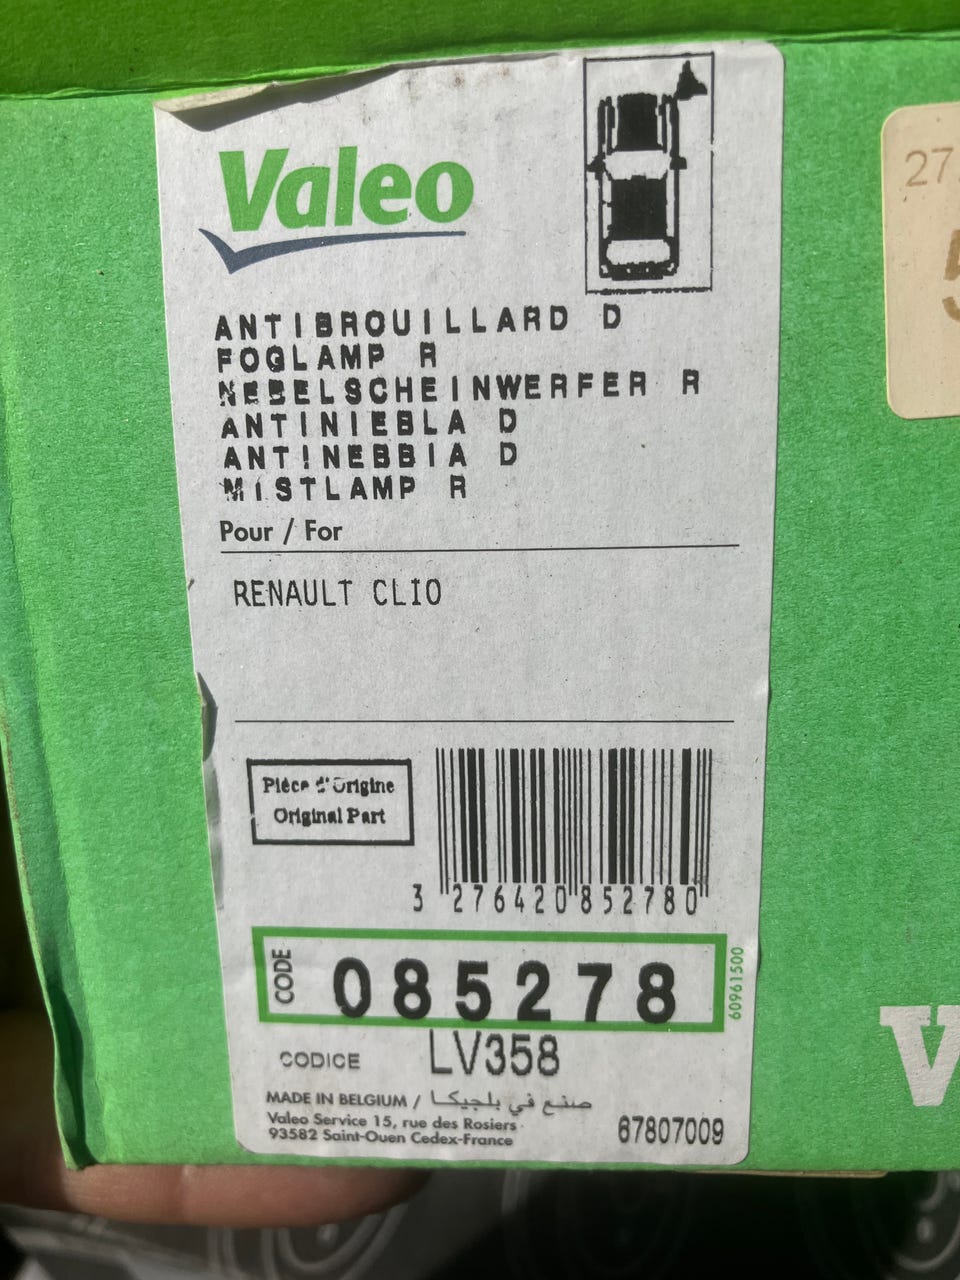 Valeo
ANTIBROUILLARD D
FOGLAMP R
NEBELSCHEINWERFER R
ANTINIEBLA D
ANTINEBBIA D
MISTLAMP R
Pour / For
RENAULT CLIO
Pièce d'Origine
Original Part
3 276420 852780
CODE 085278 60961500
CODICE LV358
MADE IN BELGIUM / صنع في بلجيكا
Valeo Service 15, rue des Rosiers
93582 Saint-Ouen Cedex-France
67807009
27.
5
V